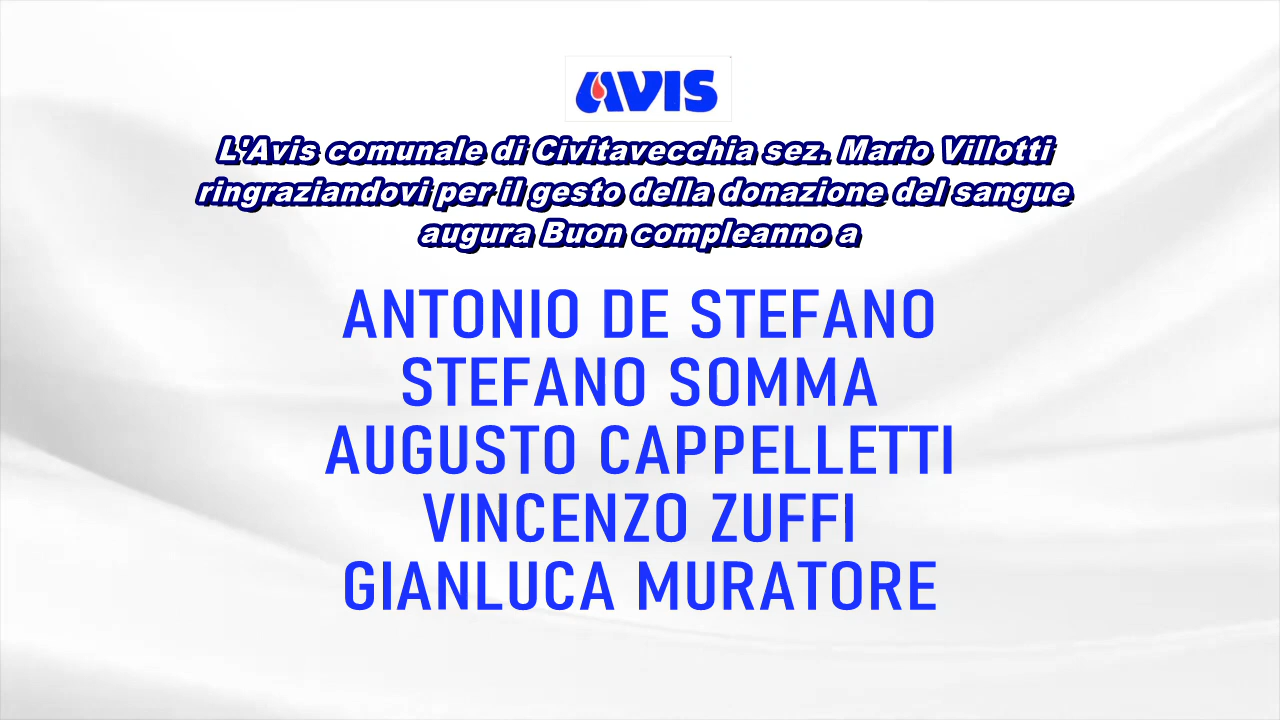 AVIS
L'Avis comunale di Civitavecchia sez. Mario Villotti
ringraziandovi per il gesto della donazione del sangue
augura Buon compleanno a
ANTONIO DE STEFANO
STEFANO SOMMA
AUGUSTO CAPPELLETTI
VINCENZO ZUFFI
GIANLUCA MURATORE